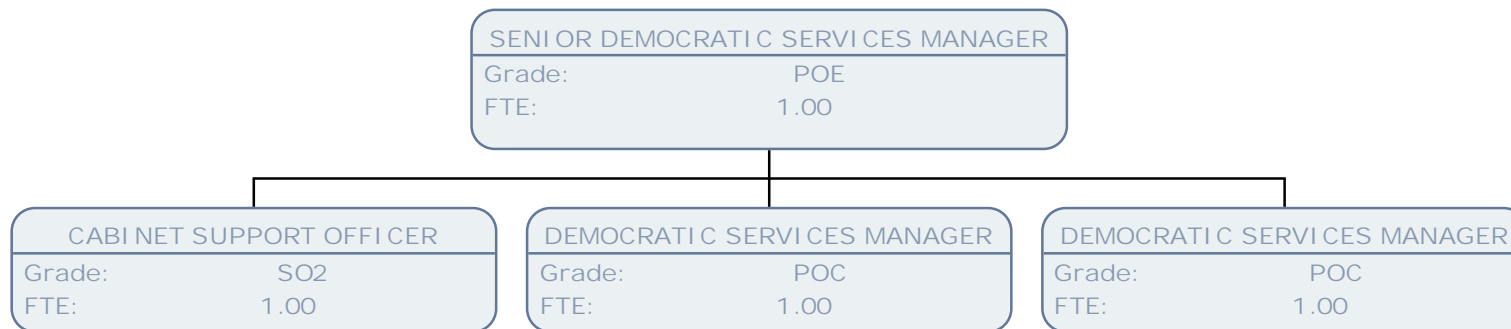 SENIOR DEMOCRATIC SERVICES MANAGER
Grade: POE
FTE: 1.00
CABINET SUPPORT OFFICER
Grade: SO2
FTE: 1.00
DEMOCRATIC SERVICES MANAGER
Grade: POC
FTE: 1.00
DEMOCRATIC SERVICES MANAGER
Grade: POC
FTE: 1.00